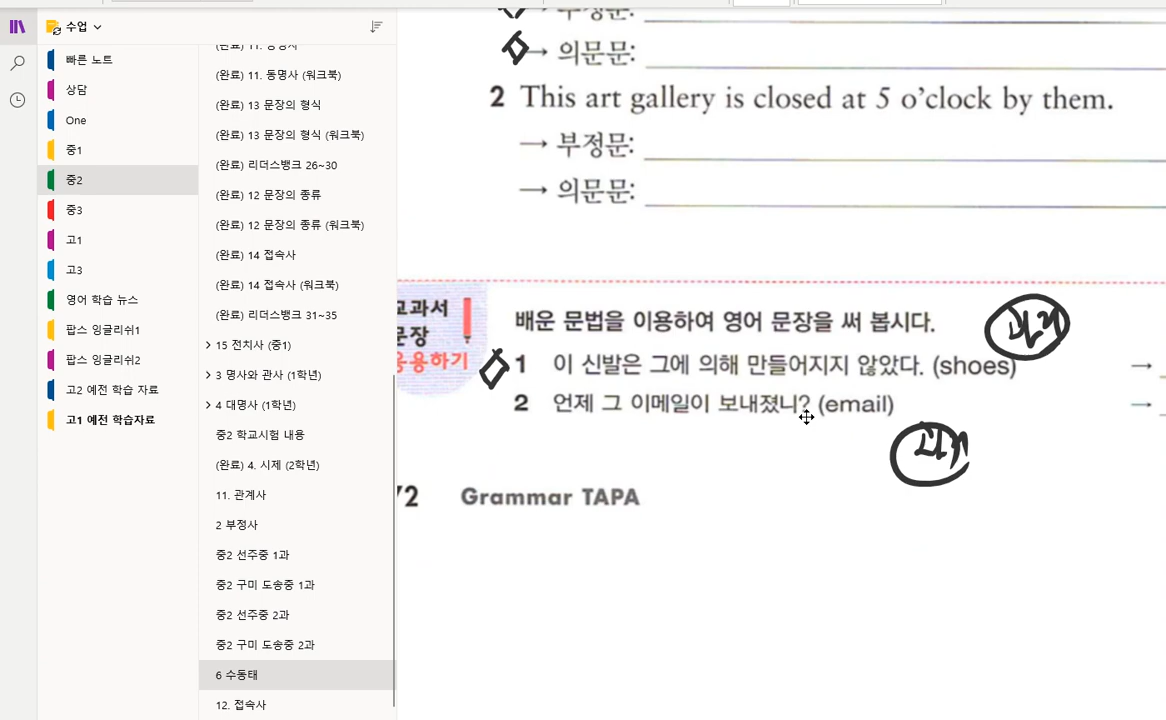 수업
빠른 노트
상담
One
중1
중2
중3
고1
고3
영어 학습 뉴스
팝스 잉글리쉬1
팝스 잉글리쉬2
고2 예전 학습 자료
고1 예전 학습자료
(완료) 11. 동명사
(완료) 11. 동명사 (워크북)
(완료) 13 문장의 형식
(완료) 13 문장의 형식 (워크북)
(완료) 리더스뱅크 26~30
(완료) 12 문장의 종류
(완료) 12 문장의 종류 (워크북)
(완료) 14 접속사
(완료) 14 접속사 (워크북)
(완료) 리더스뱅크 31~35
15 전치사 (중1)
3 명사와 관사 (1학년)
4 대명사 (1학년)
중2 학교시험 내용
(완료) 4. 시제 (2학년)
11. 관계사
2 부정사
중2 선주중 1과
중2 구미 도송중 1과
중2 선주중 2과
중2 구미 도송중 2과
6 수동태
12. 접속사
→ 부정문:
→ 의문문:
2 This art gallery is closed at 5 o'clock by them.
→ 부정문:
→ 의문문:
교과서
문장
응용하기
배운 문법을 이용하여 영어 문장을 써 봅시다.
과거
1 이 신발은 그에 의해 만들어지지 않았다. (shoes) →
2 언제 그 이메일이 보내졌니? (email) →
72 Grammar TAPA